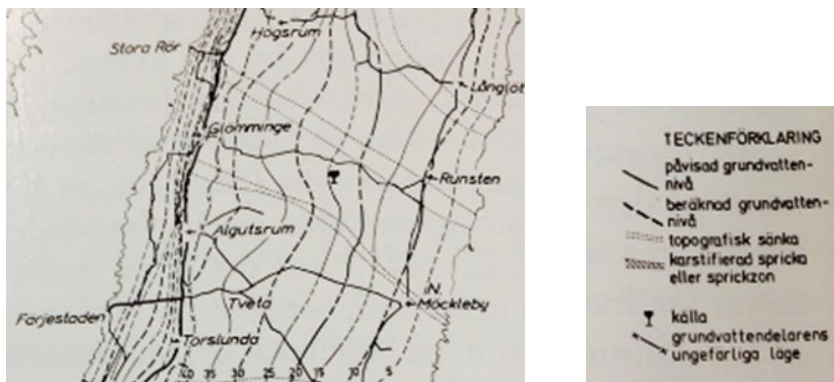 Högsrum
Stora Rör
Långlöt
Glömminge
Runsten
Algutsrum
N.
Möckleby
Tveta
Färjestaden
Torslunda
40 35 30 25 20 15 10 5
TECKENFÖRKLARING
påvisad grundvatten-
nivå
beräknad grundvatten-
nivå
topografisk sänka
karstifierad spricka
eller sprickzon
källa
grundvattendelarens
ungefärliga läge